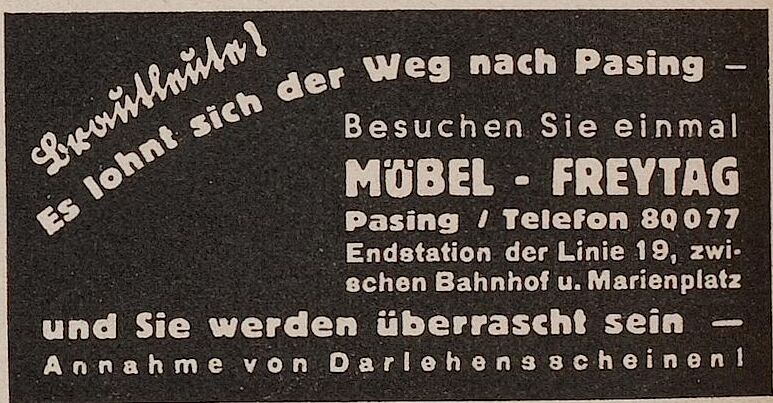 Brautleute!
Es lohnt sich der Weg nach Pasing –
Besuchen Sie einmal
MÖBEL - FREYTAG
Pasing / Telefon 80077
Endstation der Linie 19, zwi-
schen Bahnhof u. Marienplatz
und Sie werden überrascht sein –
Annahme von Darlehensscheinen!